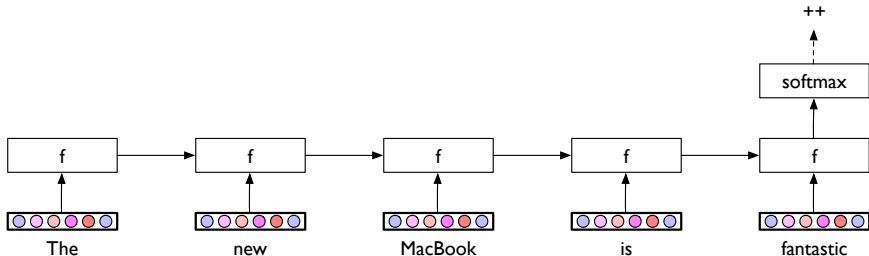 ++
softmax
f f f f f
The new MacBook is fantastic